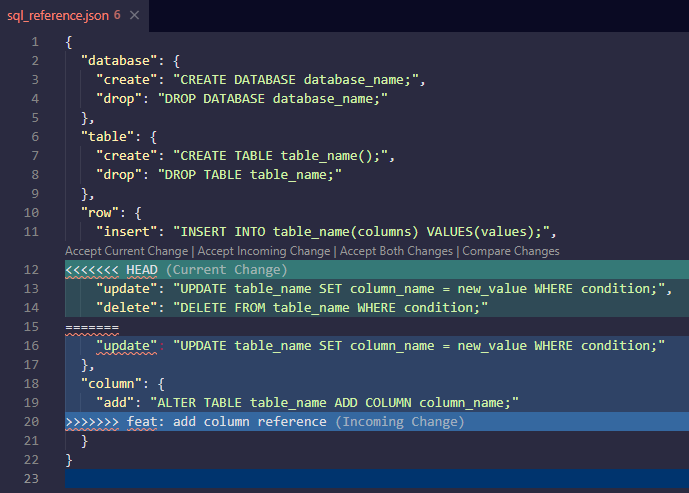 sql_reference.json 6 ×
1 {
2   "database": {
3     "create": "CREATE DATABASE database_name;",
4     "drop": "DROP DATABASE database_name;"
5   },
6   "table": {
7     "create": "CREATE TABLE table_name();",
8     "drop": "DROP TABLE table_name;"
9   },
10   "row": {
11     "insert": "INSERT INTO table_name(columns) VALUES(values);",
Accept Current Change | Accept Incoming Change | Accept Both Changes | Compare Changes
12 <<<<<<< HEAD (Current Change)
13     "update": "UPDATE table_name SET column_name = new_value WHERE condition;",
14     "delete": "DELETE FROM table_name WHERE condition;"
15 =======
16     "update": "UPDATE table_name SET column_name = new_value WHERE condition;"
17   },
18   "column": {
19     "add": "ALTER TABLE table_name ADD COLUMN column_name;"
20 >>>>>>> feat: add column reference (Incoming Change)
21   }
22 }
23